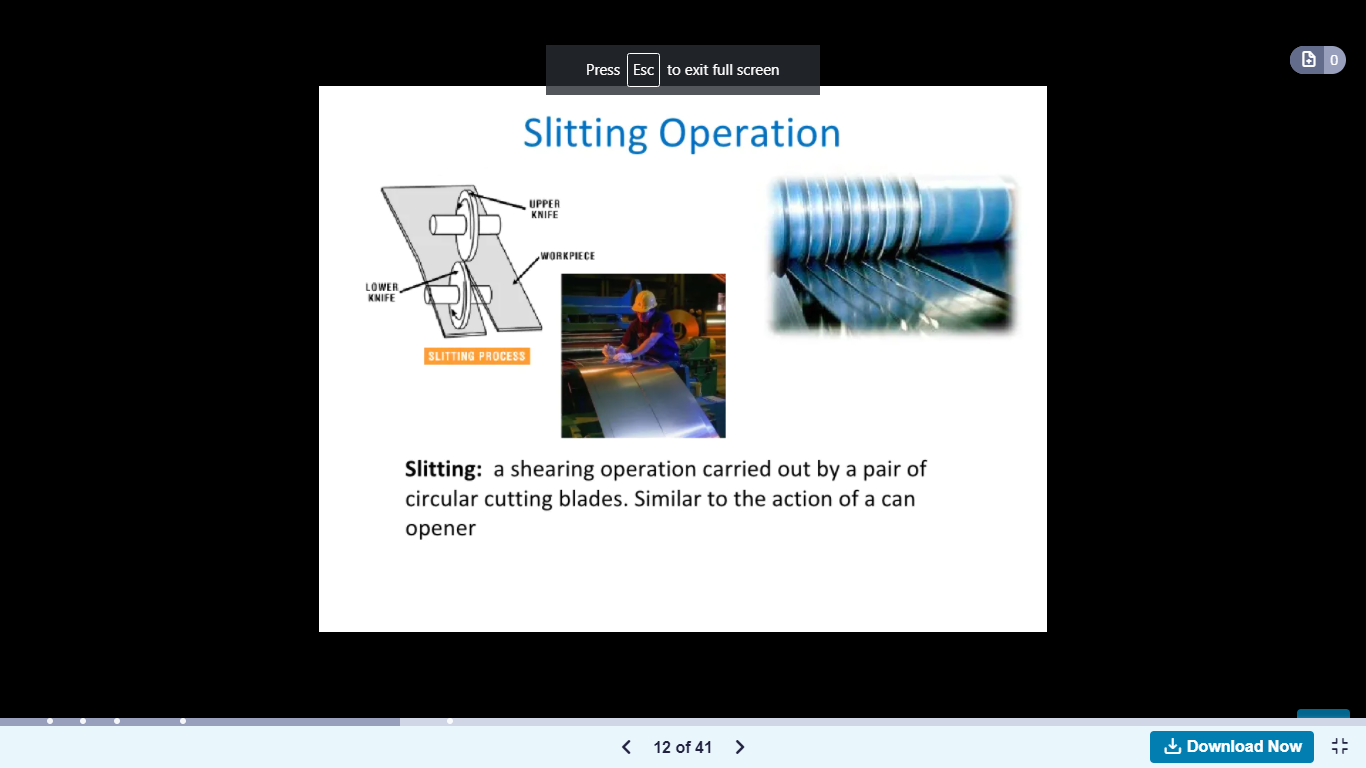 Press Esc to exit full screen
0
Slitting Operation
UPPER
KNIFE
WORKPIECE
LOWER
KNIFE
SLITTING PROCESS
Slitting: a shearing operation carried out by a pair of
circular cutting blades. Similar to the action of a can
opener
12 of 41
Download Now